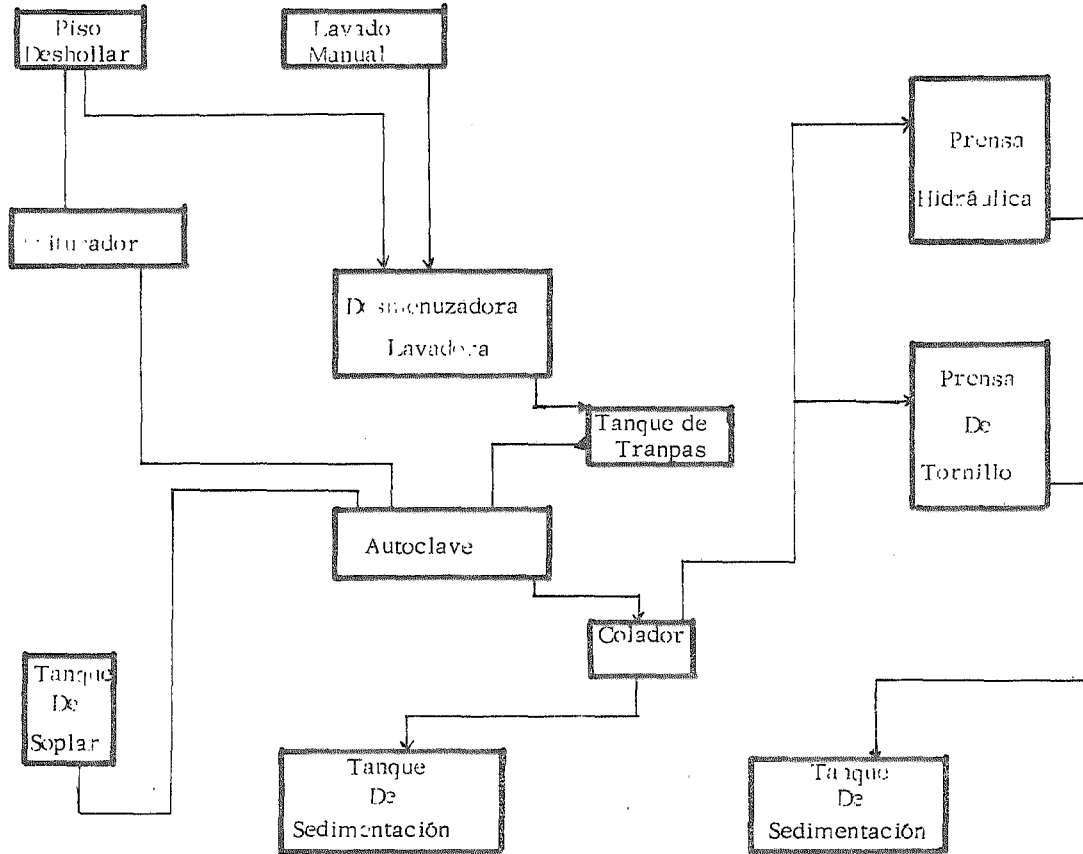 Piso
Deshollar
Lavado
Manual
Prensa
Hidráulica
Desmenuzadora
Lavadora
Prensa
De
Tornillo
Tanque de
Tranpas
Autoclave
Colador
Tanque
De
Soplar
Tanque
De
Sedimentación
Tanque
De
Sedimentación